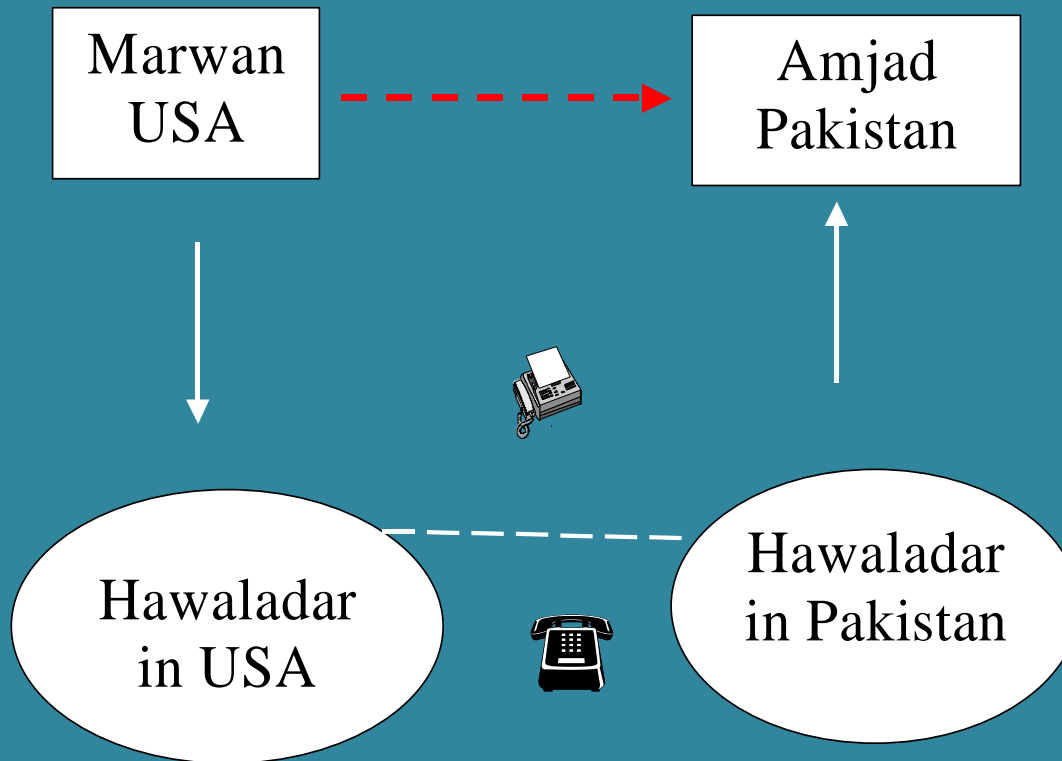 Marwan
USA
Amjad
Pakistan
Hawaladar
in USA
Hawaladar
in Pakistan